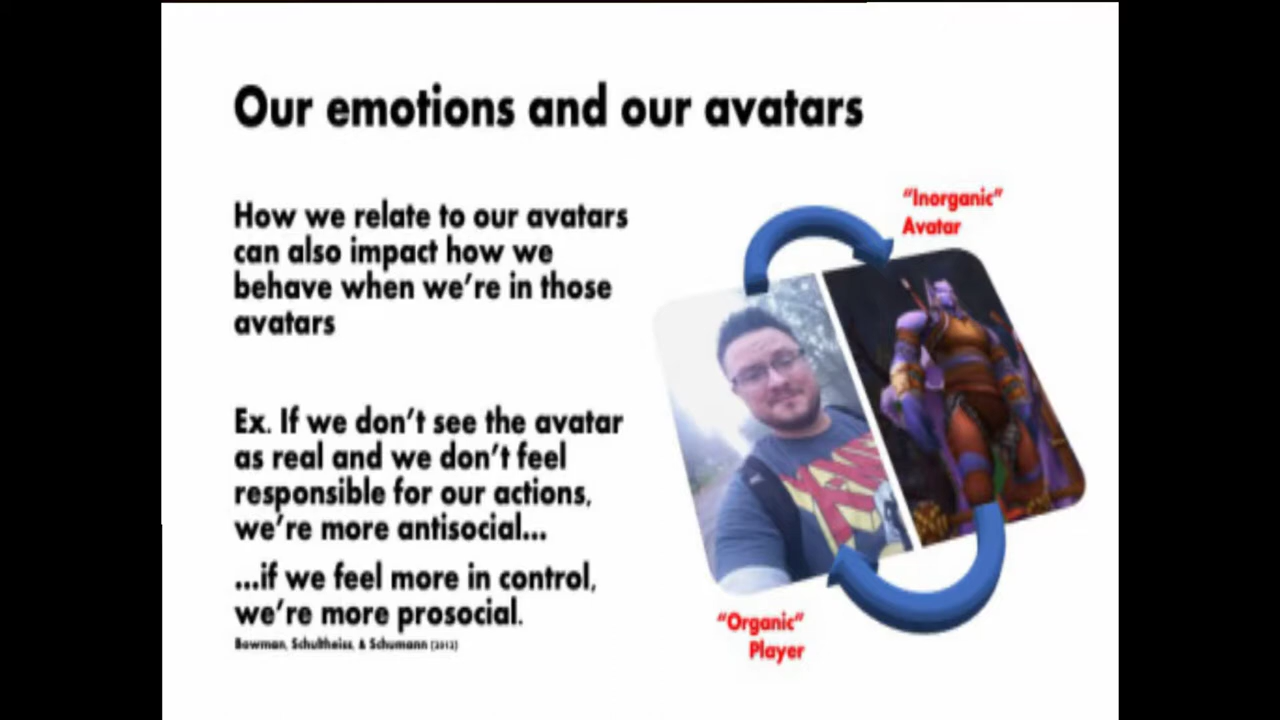 Our emotions and our avatars
How we relate to our avatars
can also impact how we
behave when we're in those
avatars
Ex. If we don't see the avatar
as real and we don't feel
responsible for our actions,
we're more antisocial...
...if we feel more in control,
we're more prosocial.
Bowman, Schultheiss, & Schumann (2012)
"Inorganic"
Avatar
"Organic"
Player